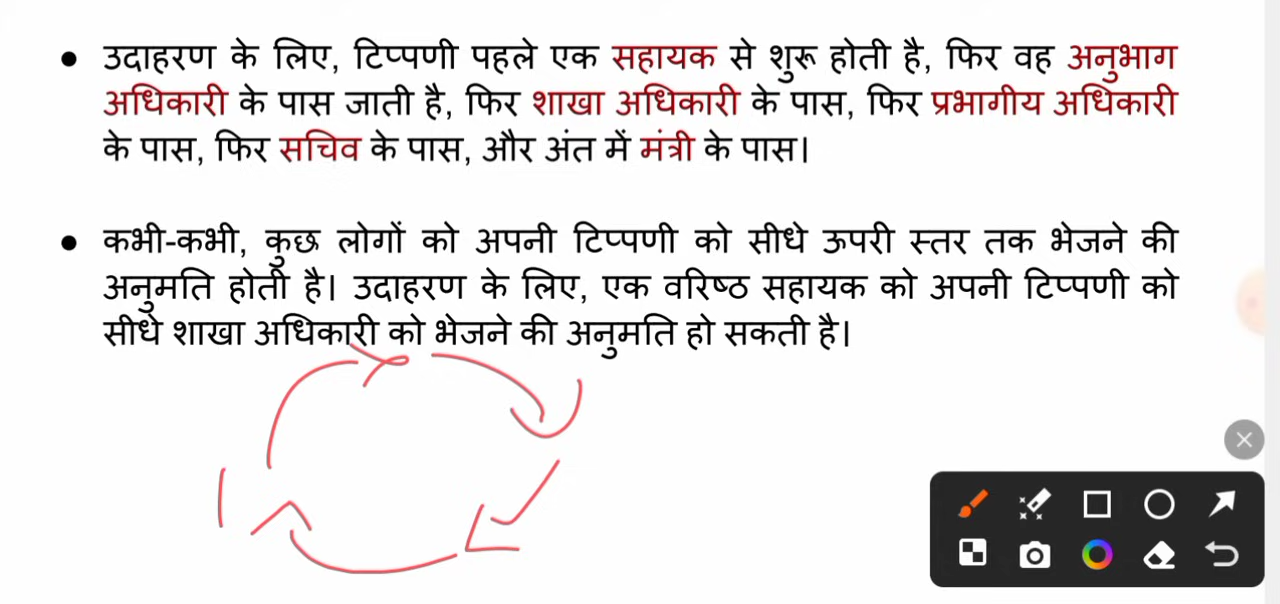 ● उदाहरण के लिए, टिप्पणी पहले एक सहायक से शुरू होती है, फिर वह अनुभाग
अधिकारी के पास जाती है, फिर शाखा अधिकारी के पास, फिर प्रभागीय अधिकारी
के पास, फिर सचिव के पास, और अंत में मंत्री के पास।
● कभी-कभी, कुछ लोगों को अपनी टिप्पणी को सीधे ऊपरी स्तर तक भेजने की
अनुमति होती है। उदाहरण के लिए, एक वरिष्ठ सहायक को अपनी टिप्पणी को
सीधे शाखा अधिकारी को भेजने की अनुमति हो सकती है।